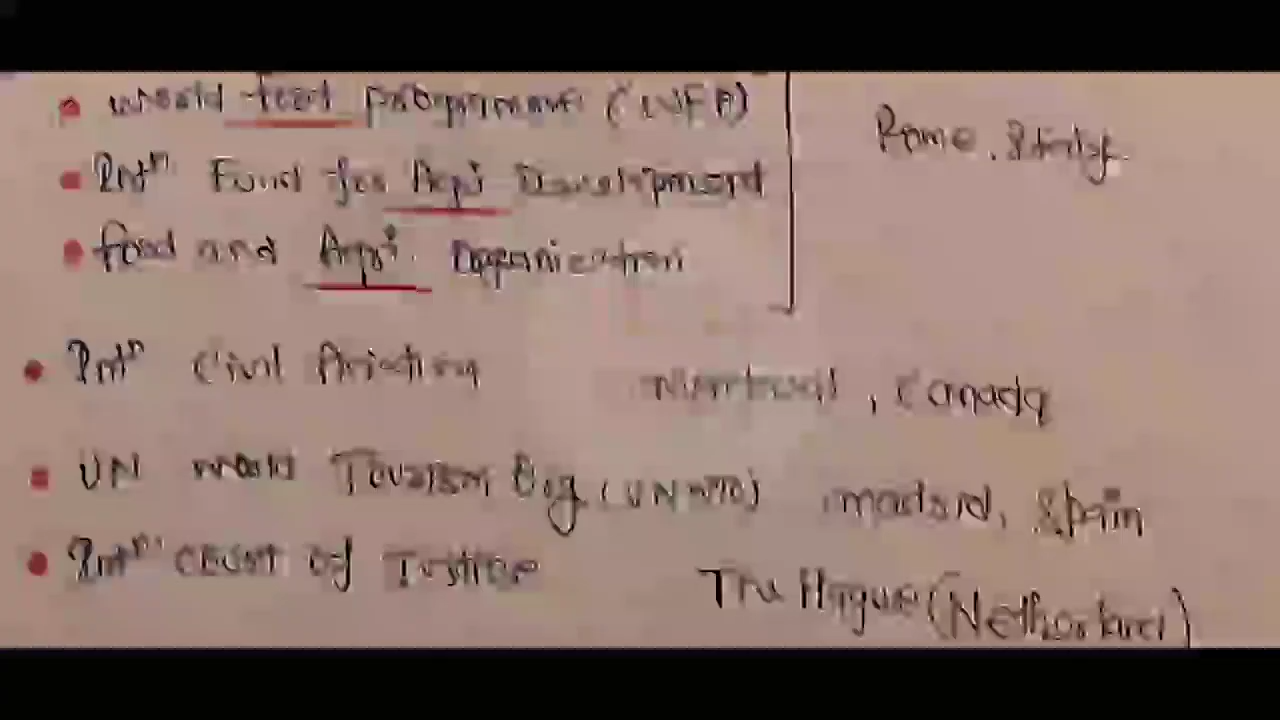 World food programme (WFP)
Rome, Italy
Intn Fund for Agri Development
food and Agri. Organization
Intn Civil Aviation
Montreal, Canada
UN World Tourism Org. (UNWTO) madrid, Spain
Intn. Court of Justice
The Hague (Netherland)